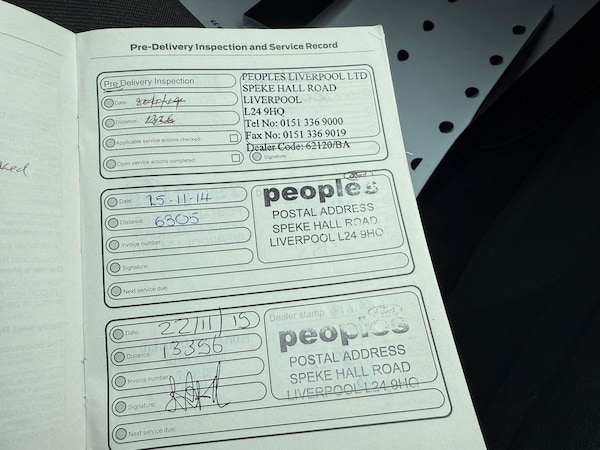 Pre-Delivery Inspection and Service Record
Pre Delivery Inspection
Date:
Distance:
Applicable service actions checked:
Open service actions completed:
PEOPLES LIVERPOOL LTD
SPEKE HALL ROAD
LIVERPOOL
L24 9HQ
Tel No: 0151 336 9000
Fax No: 0151 336 9019
Dealer Code: 62120/BA
Signature:
Date: 25-11-14
Distance: 6305
Invoice number:
Signature:
Next service due:
Ford
peoples
POSTAL ADDRESS
SPEKE HALL ROAD
LIVERPOOL L24 9HQ
Date: 22/11/15
Distance: 13356
Invoice number:
Signature:
Next service due:
Dealer stamp
Ford
peoples
POSTAL ADDRESS
SPEKE HALL ROAD
LIVERPOOL L24 9HQ